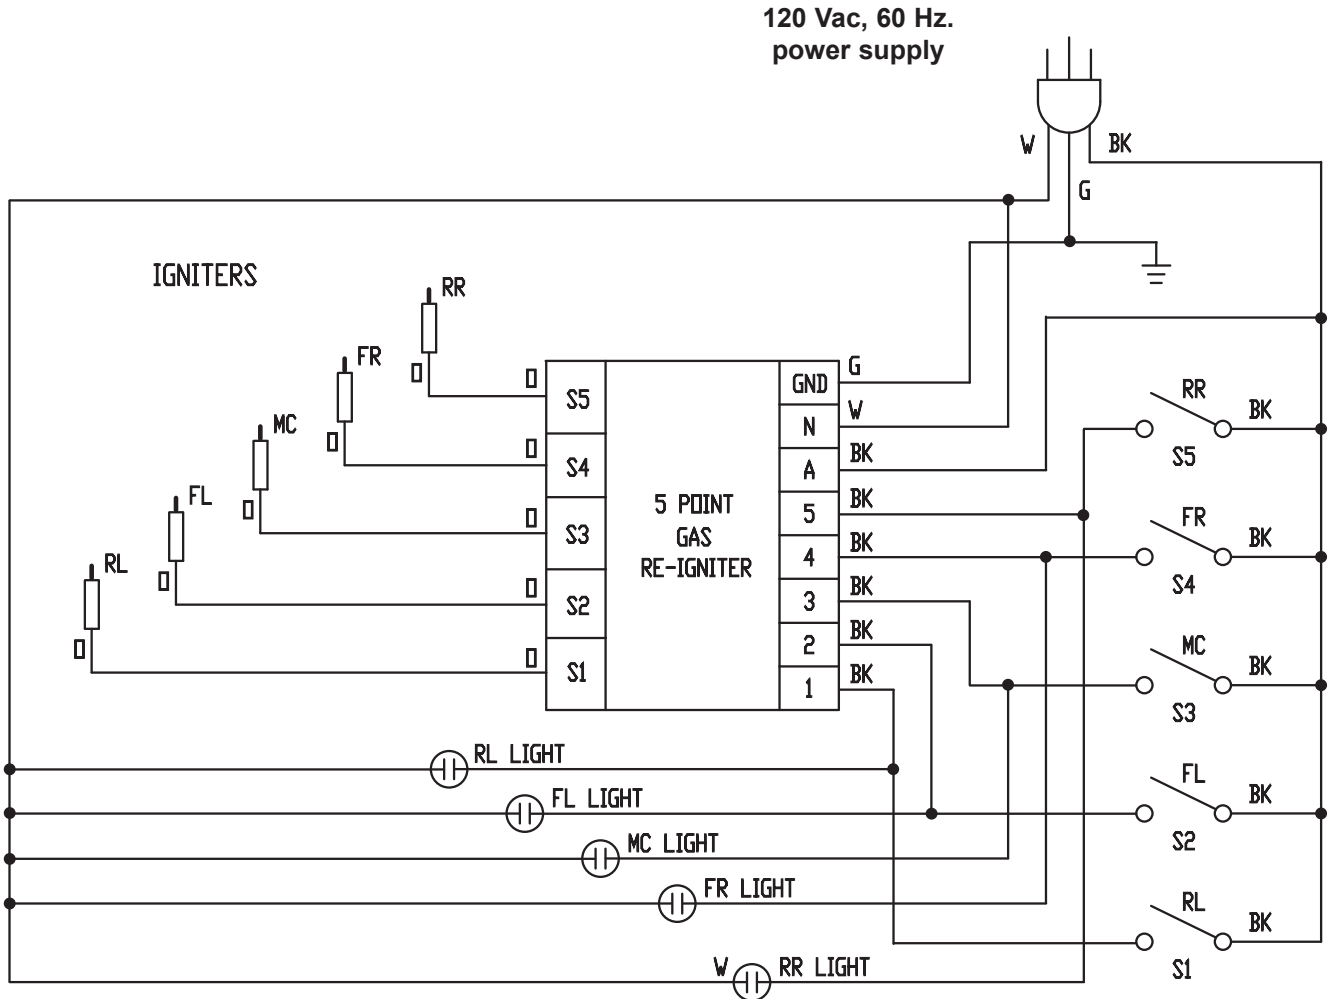 120 Vac, 60 Hz.
power supply
W
BK
G
IGNITERS
RR
FR
MC
FL
RL
S5
S4
S3
S2
S1
5 POINT
GAS
RE-IGNITER
GND
N
A
5
4
3
2
1
G
W
BK
BK
BK
BK
BK
BK
RR
BK
S5
FR
BK
S4
MC
BK
S3
FL
BK
S2
RL
BK
S1
RL LIGHT
FL LIGHT
MC LIGHT
FR LIGHT
W
RR LIGHT